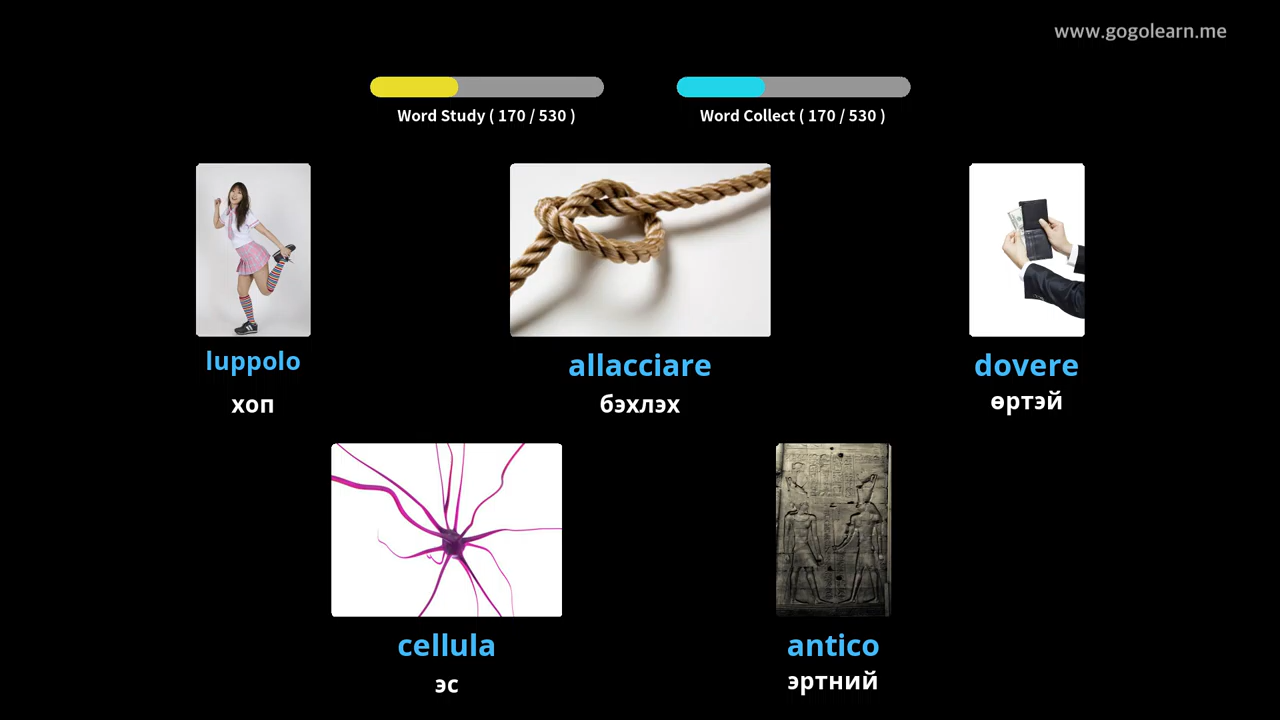 www.gogolearn.me
Word Study ( 170 / 530 )
Word Collect ( 170 / 530 )
luppolo
хоп
allacciare
бэхлэх
dovere
өртэй
cellula
эс
antico
эртний